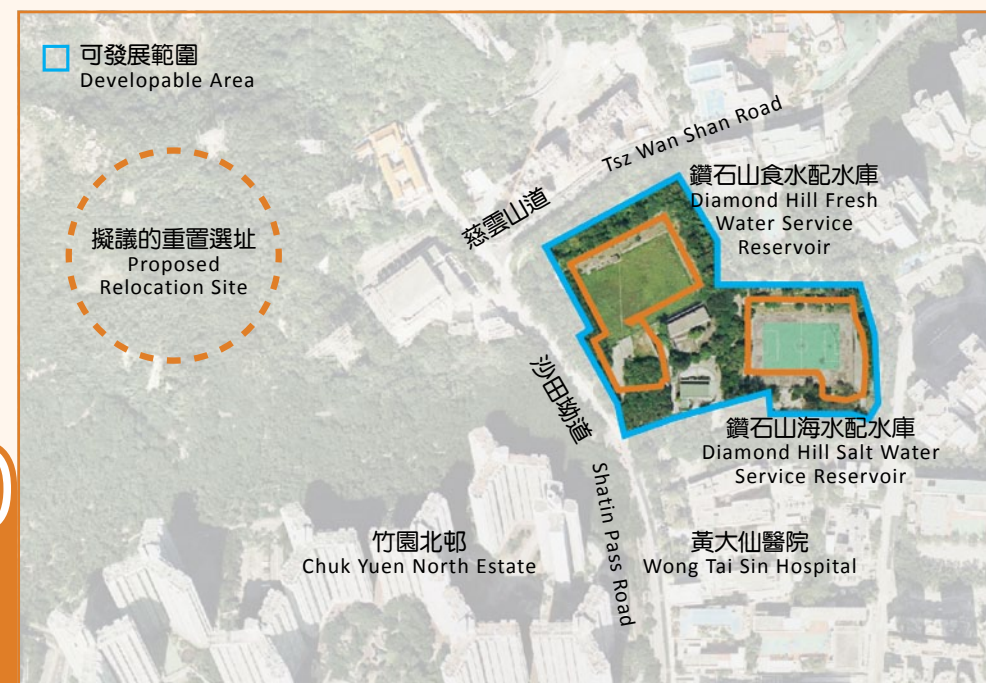 可發展範圍
Developable Area
Tsz Wan Shan Road
慈雲山道
鑽石山食水配水庫
Diamond Hill Fresh
Water Service
Reservoir
擬議的重置選址
Proposed
Relocation Site
沙田坳道
Shatin Pass Road
鑽石山海水配水庫
Diamond Hill Salt Water
Service Reservoir
竹園北邨
Chuk Yuen North Estate
黃大仙醫院
Wong Tai Sin Hospital